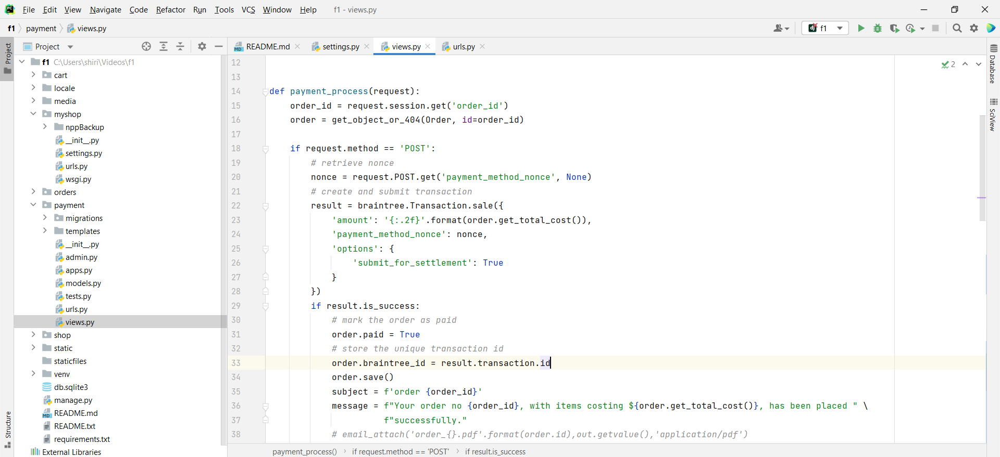 File Edit View Navigate Code Refactor Run Tools VCS Window Help f1 - views.py
f1 payment views.py
f1
Project
Project
README.md
settings.py
views.py
urls.py
f1 C:\Users\shiri\Videos\f1
cart
locale
media
myshop
nppBackup
__init__.py
settings.py
urls.py
wsgi.py
orders
payment
migrations
templates
__init__.py
admin.py
apps.py
models.py
tests.py
urls.py
views.py
shop
static
staticfiles
venv
db.sqlite3
manage.py
README.md
README.txt
requirements.txt
External Libraries
Structure
12
13
14 def payment_process(request):
15     order_id = request.session.get('order_id')
16     order = get_object_or_404(Order, id=order_id)
17
18     if request.method == 'POST':
19         # retrieve nonce
20         nonce = request.POST.get('payment_method_nonce', None)
21         # create and submit transaction
22         result = braintree.Transaction.sale({
23             'amount': '{:.2f}'.format(order.get_total_cost()),
24             'payment_method_nonce': nonce,
25             'options': {
26                 'submit_for_settlement': True
27             }
28         })
29         if result.is_success:
30             # mark the order as paid
31             order.paid = True
32             # store the unique transaction id
33             order.braintree_id = result.transaction.id
34             order.save()
35             subject = f'order {order_id}'
36             message = f"Your order no {order_id}, with items costing ${order.get_total_cost()}, has been placed " \
37                       f"successfully."
38             # email_attach('order_{}.pdf'.format(order.id),out.getvalue(),'application/pdf')
2
Database
SciView
payment_process() › if request.method == 'POST' › if result.is_success